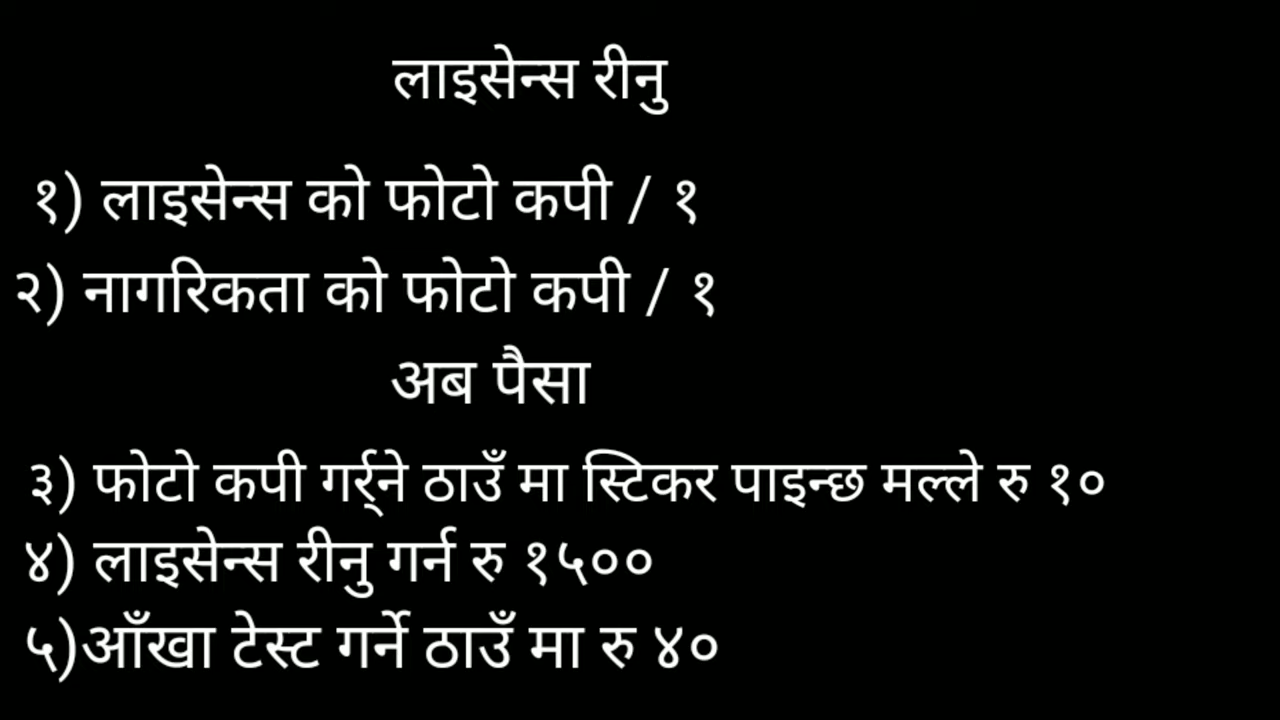 लाइसेन्स रीनु
१) लाइसेन्स को फोटो कपी / १
२) नागरिकता को फोटो कपी / १
अब पैसा
३) फोटो कपी गर्र्ने ठाउँ मा स्टिकर पाइन्छ मल्ले रु १०
४) लाइसेन्स रीनु गर्न रु १५००
५)आँखा टेस्ट गर्ने ठाउँ मा रु ४०